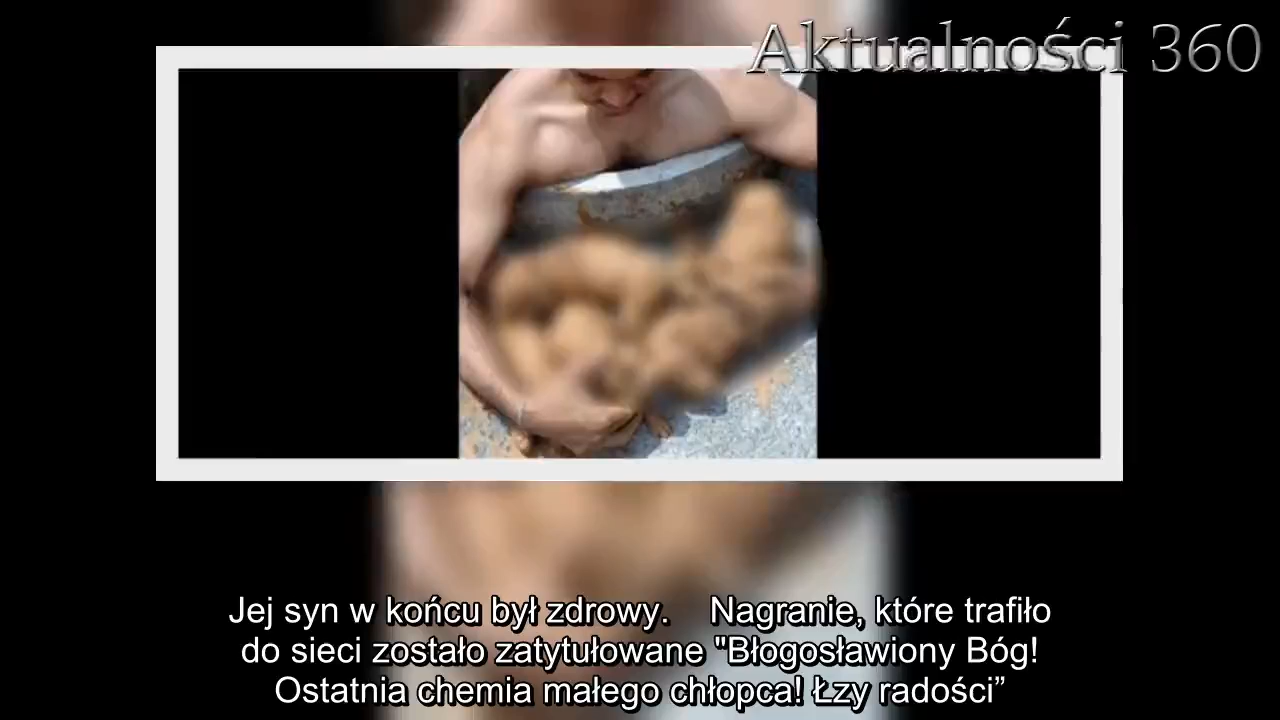 Aktualności 360
Jej syn w końcu był zdrowy. Nagranie, które trafiło
do sieci zostało zatytułowane "Błogosławiony Bóg!
Ostatnia chemia małego chłopca! Łzy radości”